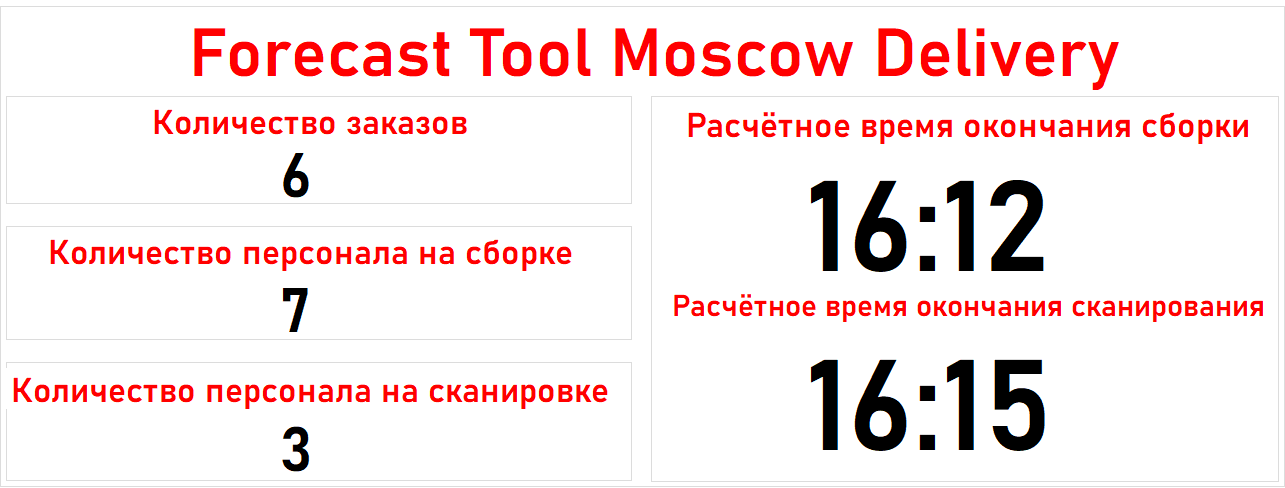 Forecast Tool Moscow Delivery
Количество заказов
6
Количество персонала на сборке
7
Количество персонала на сканировке
3
Расчётное время окончания сборки
16:12
Расчётное время окончания сканирования
16:15